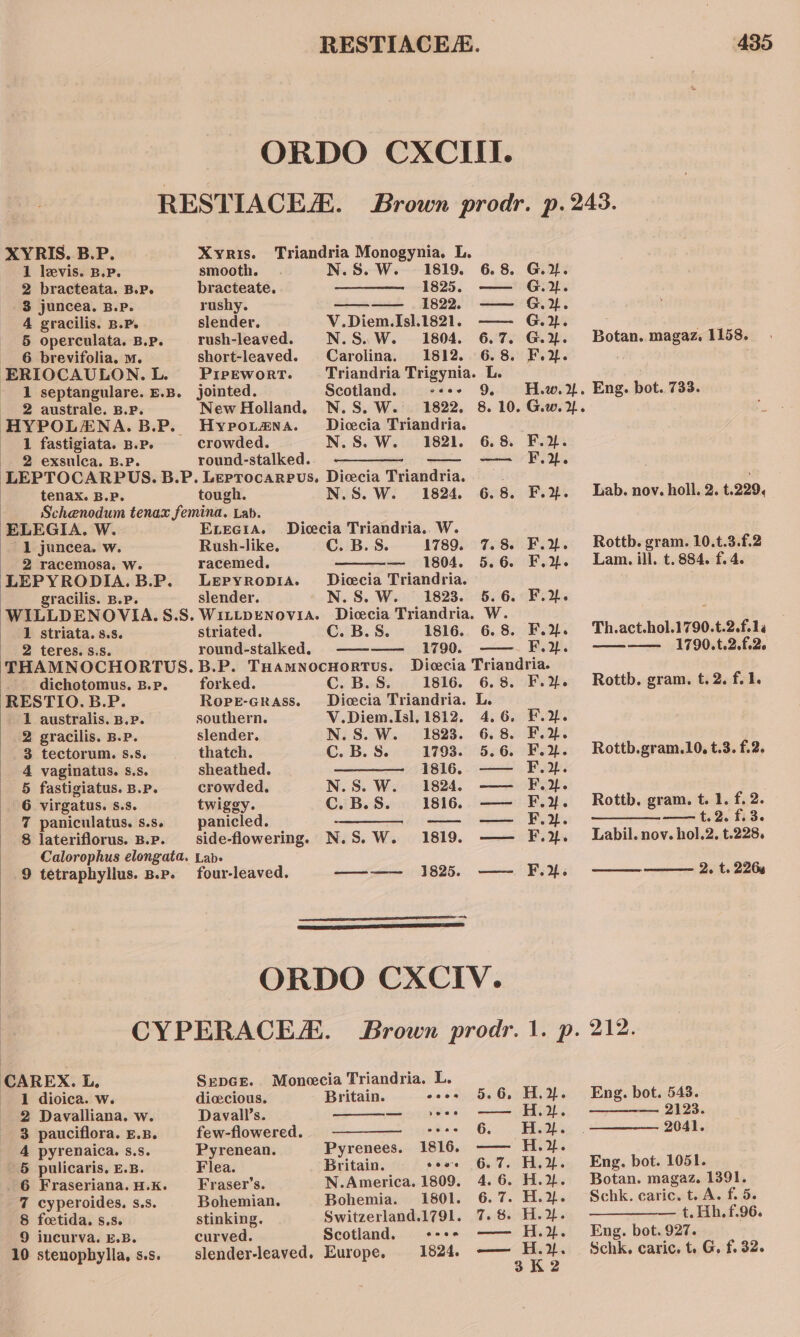 RESTIACEÆ. 435
ORDO CXCIII.
RESTIACEÆ. Brown prodr. p. 243.
XYRIS. B.P. Xyris. Triandria Monogynia. L.
1 lævis. B.P. smooth. N.S.W. 1819. 6.8. G.♃.
2 bracteata. B.P. bracteate. ——— 1825. —— G.♃.
3 juncea. B.P. rushy. —— —— 1822. —— G.♃.
4 gracilis. B.P. slender. V.Diem.Isl.1821. —— G.♃.
5 operculata. B.P. rush-leaved. N.S.W. 1804. 6.7. G.♃. Botan. magaz. 1158.
6 brevifolia. M. short-leaved. Carolina. 1812. 6.8. F.♃.
ERIOCAULON. L. Pipewort. Triandria Trigynia. L.
1 septangulare. E.B. jointed. Scotland. .... 9. H.w.♃. Eng. bot. 733.
2 australe. B.P. New Holland. N.S.W. 1822. 8.10. G.w.♃.
HYPOLÆNA. B.P. Hypolæna. Diœcia Triandria.
1 fastigiata. B.P. crowded. N.S.W. 1821. 6.8. F.♃.
2 exsulca. B.P. round-stalked. ——— —— —— F.♃.
LEPTOCARPUS. B.P. Leptocarpus. Diœcia Triandria.
tenax. B.P. tough. N.S.W. 1824. 6.8. F.♃. Lab. nov. holl. 2. t.229.
Schœnodum tenax femina. Lab.
ELEGIA. W. Elegia. Diœcia Triandria. W.
1 juncea. W. Rush-like. C.B.S. 1789. 7.8. F.♃. Rottb. gram. 10.t.3.f.2
2 racemosa. W. racemed. ——— — 1804. 5.6. F.♃. Lam. ill. t. 884. f. 4.
LEPYRODIA. B.P. Lepyrodia. Diœcia Triandria.
gracilis. B.P. slender. N.S.W. 1823. 5.6. F.♃.
WILLDENOVIA. S.S. Willdenovia. Diœcia Triandria. W.
1 striata. S.S. striated. C.B.S. 1816. 6.8. F.♃. Th.act.hol.1790.t.2.f.1.
2 teres. S.S. round-stalked. —— —— 1790. —— F.♃. —— —— 1790.t.2.f.2.
THAMNOCHORTUS. B.P. Thamnochortus. Diœcia Triandria.
dichotomus. B.P. forked. C.B.S. 1816. 6.8. F.♃. Rottb. gram. t. 2. f. 1.
RESTIO. B.P. Rope-grass. Diœcia Triandria. L.
1 australis. B.P. southern. V.Diem.Isl. 1812. 4.6. F.♃.
2 gracilis. B.P. slender. N.S.W. 1823. 6.8. F.♃.
3 tectorum. S.S. thatch. C.B.S. 1793. 5.6. F.♃. Rottb.gram.10. t.3. f.2.
4 vaginatus. S.S. sheathed. ——— 1816. —— F.♃.
5 fastigiatus. B.P. crowded. N.S.W. 1824. —— F.♃.
6 virgatus. S.S. twiggy. C.B.S. 1816. —— F.♃. Rottb. gram. t. 1. f. 2.
7 paniculatus. S.S. panicled. ——— —— —— F.♃. ——— —— t. 2. f. 3.
8 lateriflorus. B.P. side-flowering. N.S.W. 1819. —— F.♃. Labil. nov. hol.2. t.228.
Calorophus elongata. Lab.
9 tetraphyllus. B.P. four-leaved. —— —— 1825. —— F.♃. ——— ——— 2. t. 226.
ORDO CXCIV.
CYPERACEÆ. Brown prodr. 1. p. 212.
CAREX. L. Sedge. Monœcia Triandria. L.
1 dioica. W. diœcious. Britain. .... 5.6. H.♃. Eng. bot. 543.
2 Davalliana. W. Davall's. ——— — .... —— H.♃. ——— 2123.
3 pauciflora. E.B. few-flowered. ——— .... 6. H.♃. ——— 2041.
4 pyrenaica. S.S. Pyrenean. Pyrenees. 1816. —— H.♃.
5 pulicaris. E.B. Flea. Britain. .... 6.7. H.♃. Eng. bot. 1051.
6 Fraseriana. H.K. Fraser's. N.America. 1809. 4.6. H.♃. Botan. magaz. 1391.
7 cyperoides. S.S. Bohemian. Bohemia. 1801. 6.7. H.♃. Schk. caric. t. A. f. 5.
8 fœtida. S.S. stinking. Switzerland.1791. 7.8. H.♃. ——— t. Hh. f.96.
9 incurva. E.B. curved. Scotland. .... —— H.♃. Eng. bot. 927.
10 stenophylla. S.S. slender-leaved. Europe. 1824. —— H.♃. Schk. caric. t. G. f. 32.
3 K 2